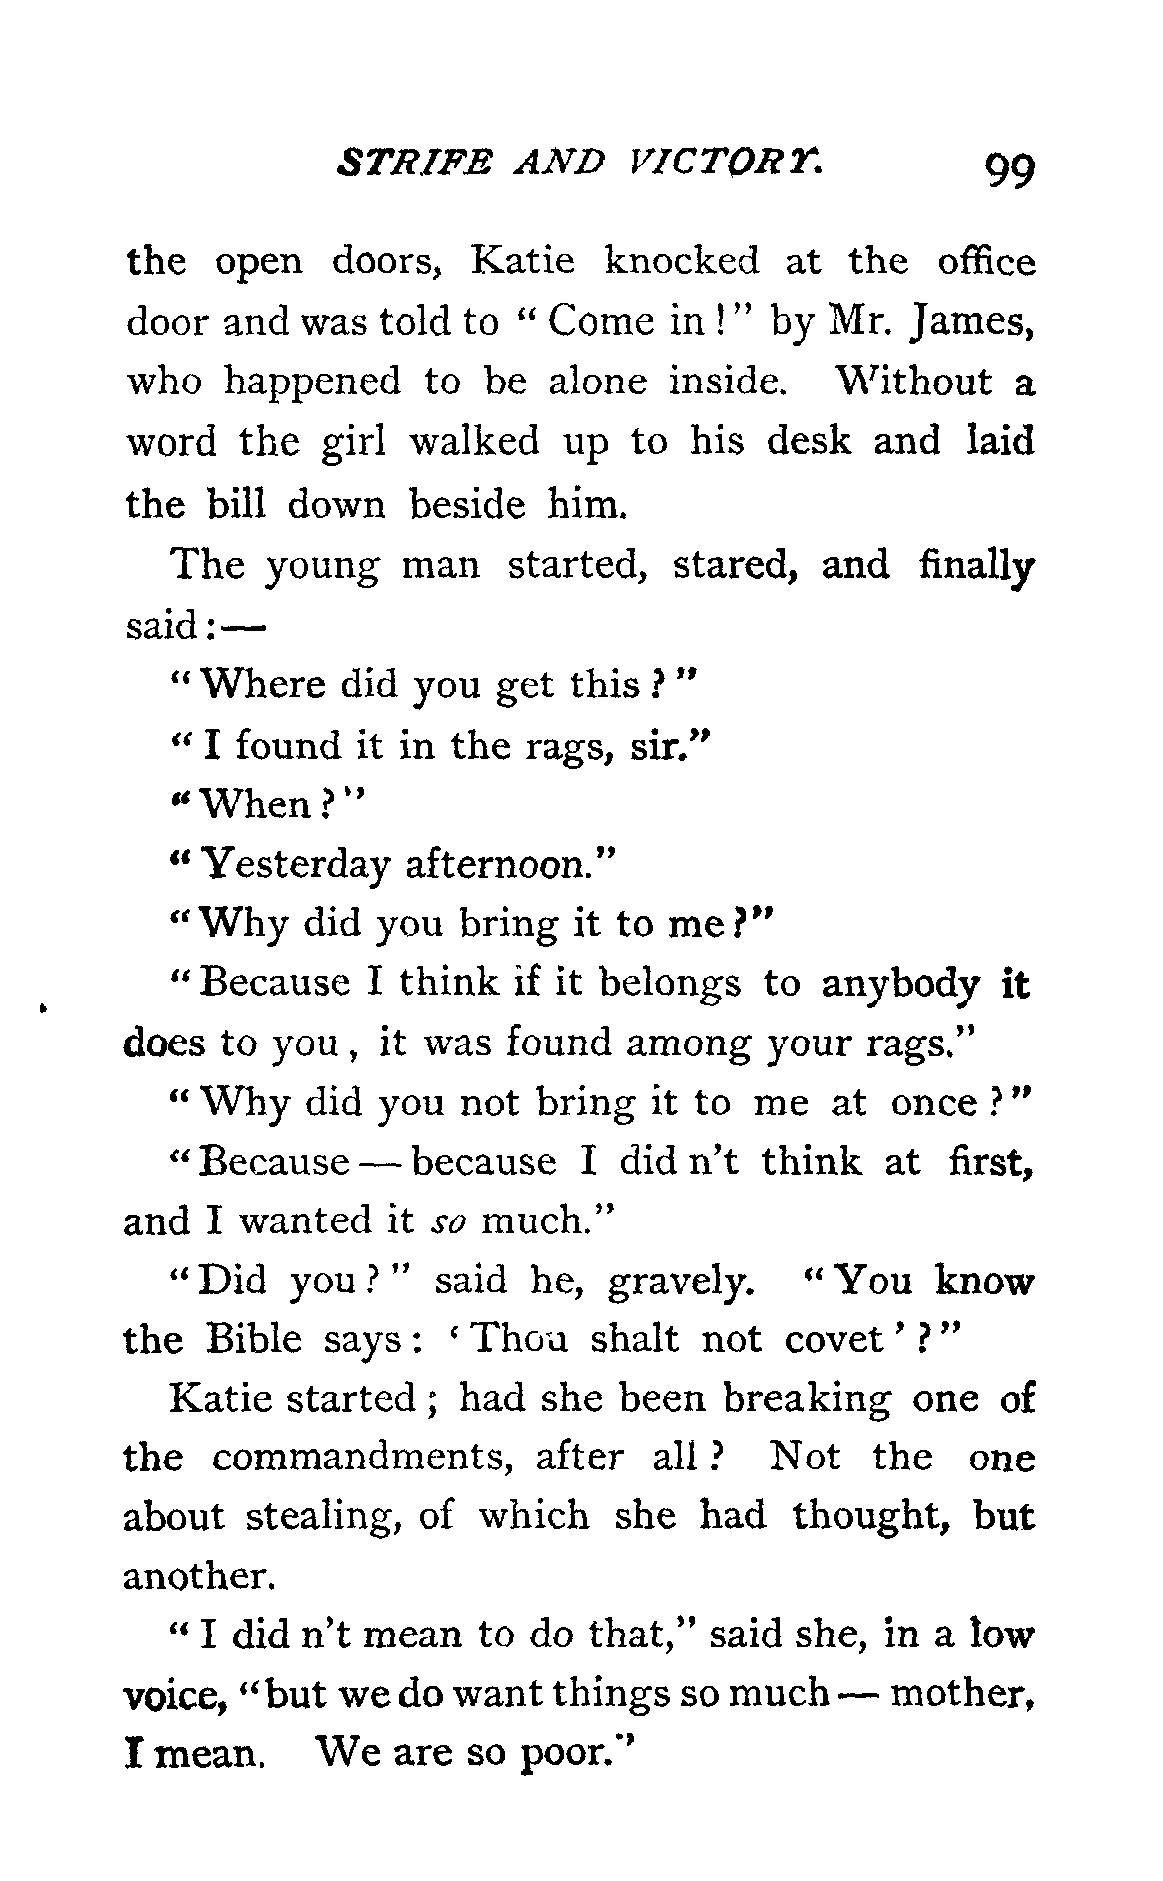 STRIFE AND VICTORY. 99
the open doors, Katie knocked at the office
door and was told to "Come in!" by Mr. James,
who happened to be alone inside. Without a
word the girl walked up to his desk and laid
the bill down beside him.
The young man started, stared, and finally
said:—
"Where did you get this?"
"I found it in the rags, sir."
"When?"
"Yesterday afternoon."
"Why did you bring it to me?"
"Because I think if it belongs to anybody it
does to you, it was found among your rags."
"Why did you not bring it to me at once?"
"Because — because I did n't think at first,
and I wanted it so much."
"Did you?" said he, gravely. "You know
the Bible says: 'Thou shalt not covet'?"
Katie started; had she been breaking one of
the commandments, after all? Not the one
about stealing, of which she had thought, but
another.
"I did n't mean to do that," said she, in a low
voice, "but we do want things so much — mother,
I mean. We are so poor."